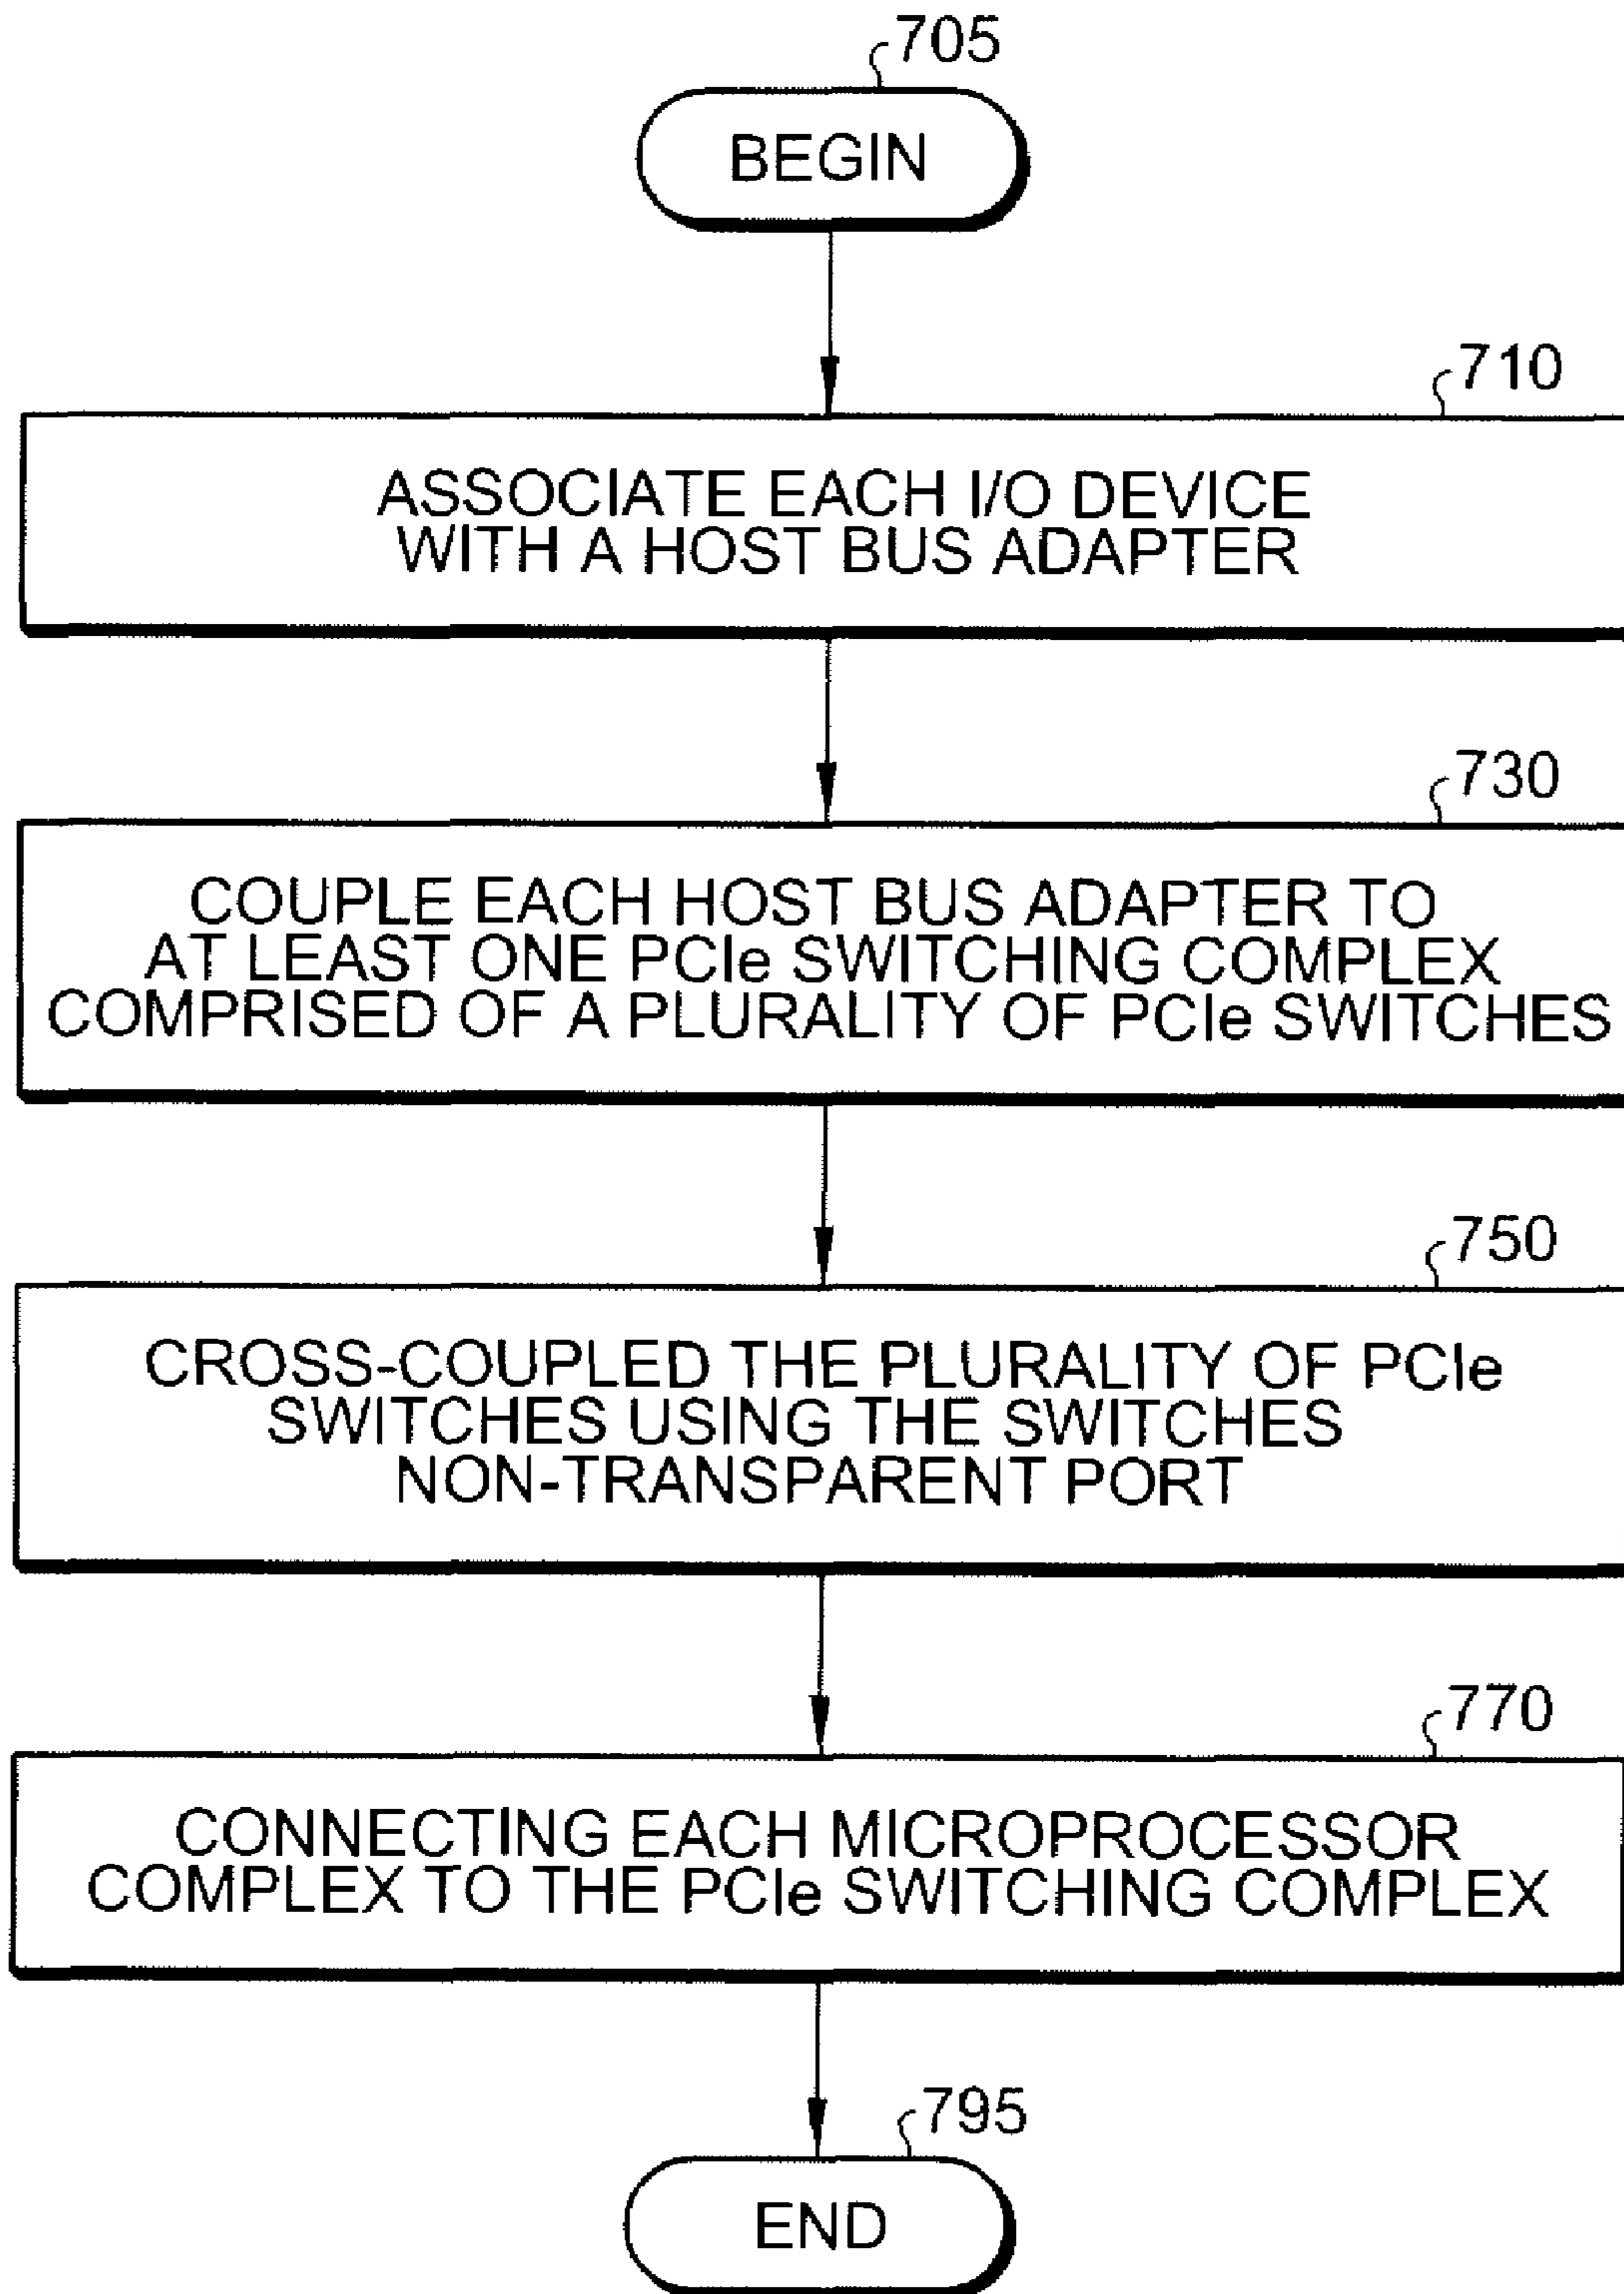 705
BEGIN
710
ASSOCIATE EACH I/O DEVICE
WITH A HOST BUS ADAPTER
730
COUPLE EACH HOST BUS ADAPTER TO
AT LEAST ONE PCIe SWITCHING COMPLEX
COMPRISED OF A PLURALITY OF PCIe SWITCHES
750
CROSS-COUPLED THE PLURALITY OF PCIe
SWITCHES USING THE SWITCHES
NON-TRANSPARENT PORT
770
CONNECTING EACH MICROPROCESSOR
COMPLEX TO THE PCIe SWITCHING COMPLEX
795
END